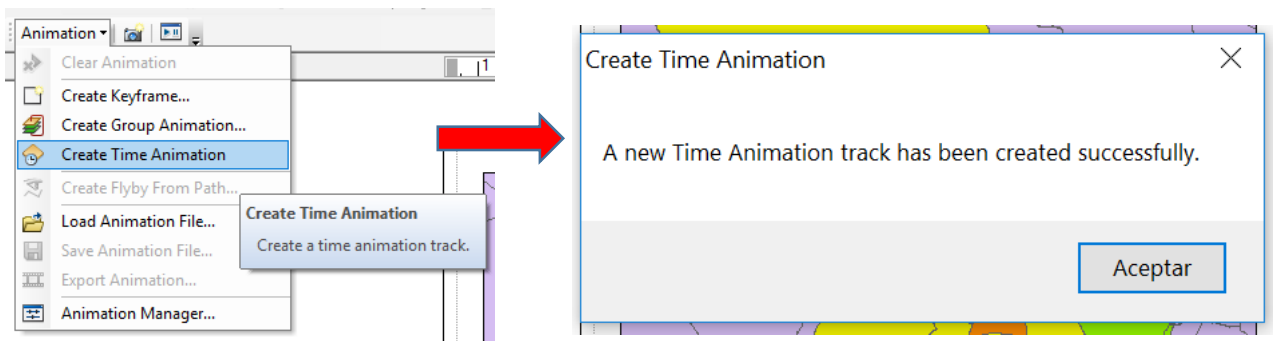 Animation
Clear Animation
Create Keyframe...
Create Group Animation...
Create Time Animation
Create Flyby From Path...
Load Animation File...
Save Animation File...
Export Animation...
Animation Manager...
Create Time Animation
Create a time animation track.
1
Create Time Animation
A new Time Animation track has been created successfully.
Aceptar